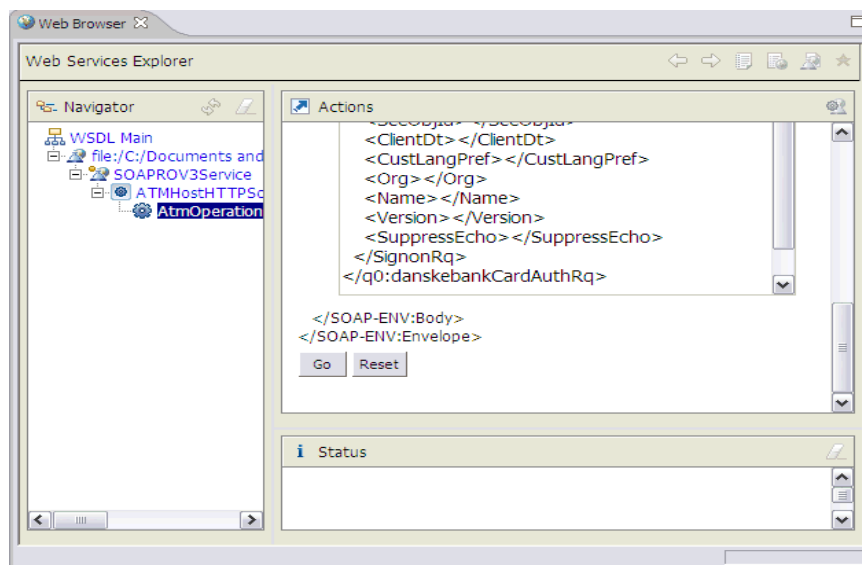 Web Browser
Web Services Explorer
Navigator
WSDL Main
file:/C:/Documents and
SOAPROV3Service
ATMHostHTTPSo
AtmOperation
Actions
<SecObjId></SecObjId>
<ClientDt></ClientDt>
<CustLangPref></CustLangPref>
<Org></Org>
<Name></Name>
<Version></Version>
<SuppressEcho></SuppressEcho>
</SignonRq>
</q0:danskebankCardAuthRq>
</SOAP-ENV:Body>
</SOAP-ENV:Envelope>
Go Reset
i Status